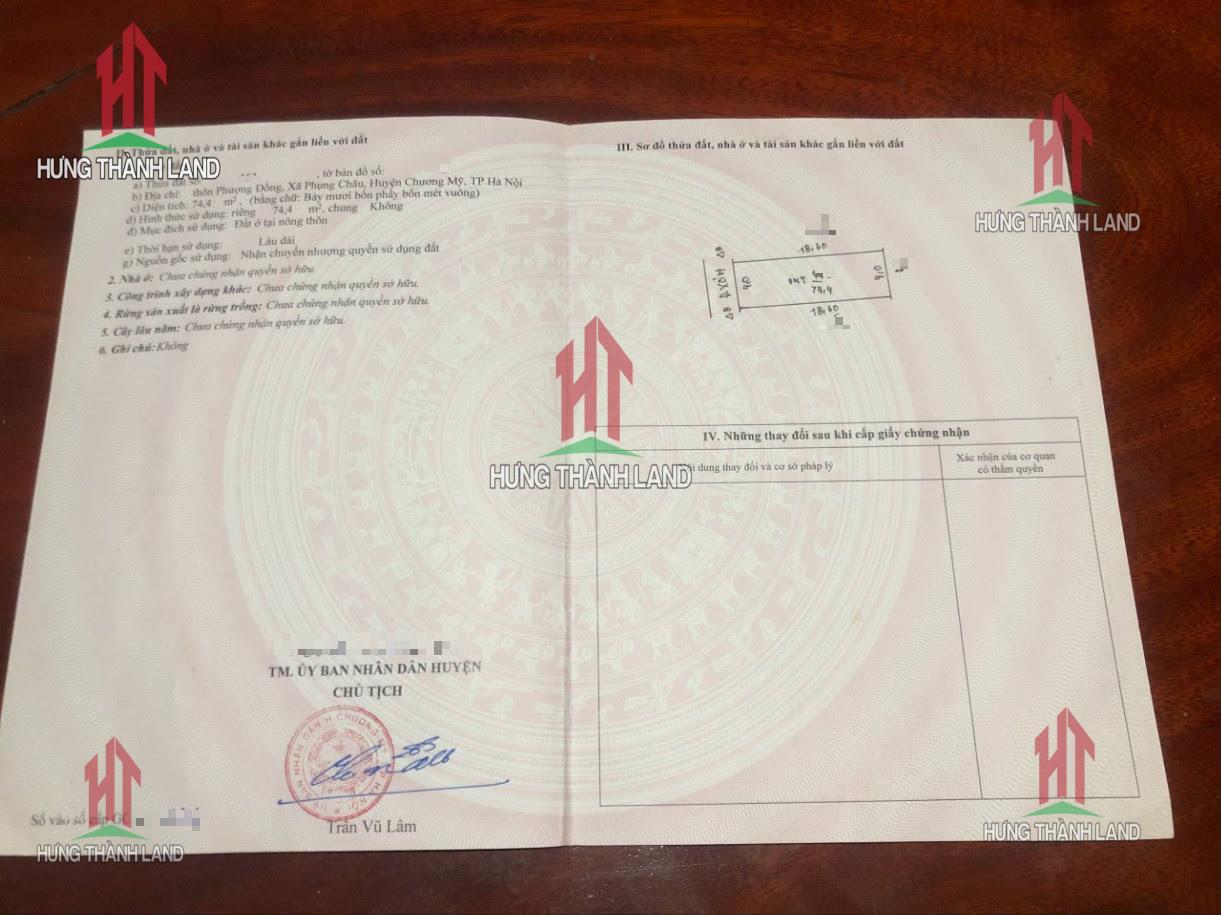 II. Thửa đất, nhà ở và tài sản khác gắn liền với đất
a) Thửa đất số: , tờ bản đồ số:
b) Địa chỉ: thôn Phượng Đồng, Xã Phụng Châu, Huyện Chương Mỹ, TP Hà Nội
c) Diện tích: 74,4 m², (bằng chữ: Bảy mươi bốn phẩy bốn mét vuông)
d) Hình thức sử dụng: riêng 74,4 m², chung Không
đ) Mục đích sử dụng: Đất ở tại nông thôn
e) Thời hạn sử dụng: Lâu dài
g) Nguồn gốc sử dụng: Nhận chuyển nhượng quyền sử dụng đất
2. Nhà ở: Chưa chứng nhận quyền sở hữu.
3. Công trình xây dựng khác: Chưa chứng nhận quyền sở hữu.
4. Rừng sản xuất là rừng trồng: Chưa chứng nhận quyền sở hữu.
5. Cây lâu năm: Chưa chứng nhận quyền sở hữu.
6. Ghi chú: Không
TM. ỦY BAN NHÂN DÂN HUYỆN
CHỦ TỊCH
Trần Vũ Lâm
Số vào sổ cấp GC
III. Sơ đồ thửa đất, nhà ở và tài sản khác gắn liền với đất
18,60
4,0
ONT
74,4
4,0
18,60
IV. Những thay đổi sau khi cấp giấy chứng nhận
dung thay đổi và cơ sở pháp lý
Xác nhận của cơ quan
có thẩm quyền
HT
HƯNG THÀNH LAND
HT
HƯNG THÀNH LAND
HT
HƯNG THÀNH LAND
HT
HƯNG THÀNH LAND
HT
HƯNG THÀNH LAND